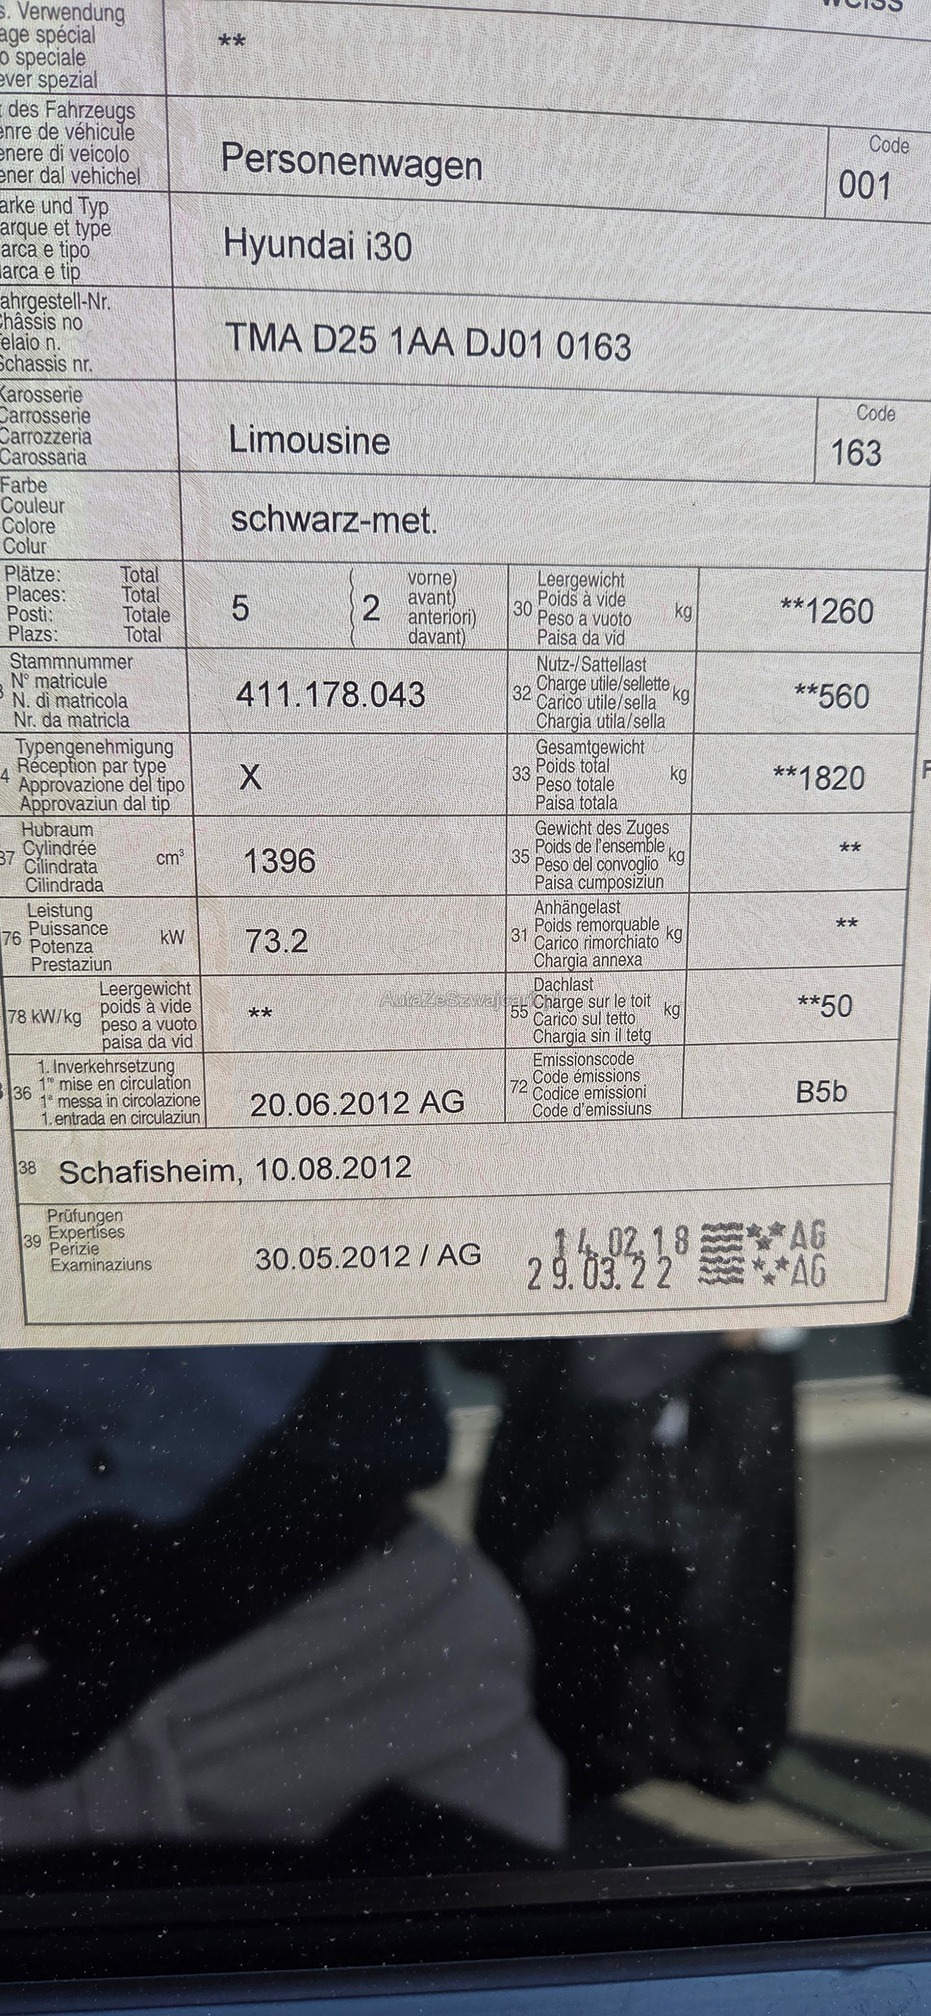 s. Verwendung
age spécial
o speciale
ever spezial
**
des Fahrzeugs
enre de véhicule
enere di veicolo
ener dal vehichel
Personenwagen
Code
001
arke und Typ
arque et type
arca e tipo
arca e tip
Hyundai i30
ahrgestell-Nr.
hâssis no
elaio n.
Schassis nr.
TMA D25 1AA DJ01 0163
Karosserie
Carrosserie
Carrozzeria
Carossaria
Limousine
Code
163
Farbe
Couleur
Colore
Colur
schwarz-met.
Plätze: Total
Places: Total
Posti: Totale
Plazs: Total
5
( 2
vorne)
avant)
anteriori)
davant)
30
Leergewicht
Poids à vide
Peso a vuoto
Paisa da vid
kg
**1260
Stammnummer
N° matricule
N. di matricola
Nr. da matricla
411.178.043
32
Nutz-/Sattellast
Charge utile/sellette
Carico utile/sella
Chargia utila/sella
kg
**560
4
Typengenehmigung
Réception par type
Approvazione del tipo
Approvaziun dal tip
X
33
Gesamtgewicht
Poids total
Peso totale
Paisa totala
kg
**1820
37
Hubraum
Cylindrée
Cilindrata
Cilindrada
cm³
1396
35
Gewicht des Zuges
Poids de l'ensemble
Peso del convoglio
Paisa cumposiziun
kg
**
76
Leistung
Puissance
Potenza
Prestaziun
kW
73.2
31
Anhängelast
Poids remorquable
Carico rimorchiato
Chargia annexa
kg
**
78 kW/kg
Leergewicht
poids à vide
peso a vuoto
paisa da vid
**
AutaZeSzwajcar
55
Dachlast
Charge sur le toit
Carico sul tetto
Chargia sin il tetg
kg
**50
36
1. Inverkehrsetzung
1re mise en circulation
1a messa in circolazione
1. entrada en circulaziun
20.06.2012 AG
72
Emissionscode
Code émissions
Codice emissioni
Code d'emissiuns
B5b
38 Schafisheim, 10.08.2012
39
Prüfungen
Expertises
Perizie
Examinaziuns
30.05.2012 / AG
14.02.18 AG
29.03.22 AG